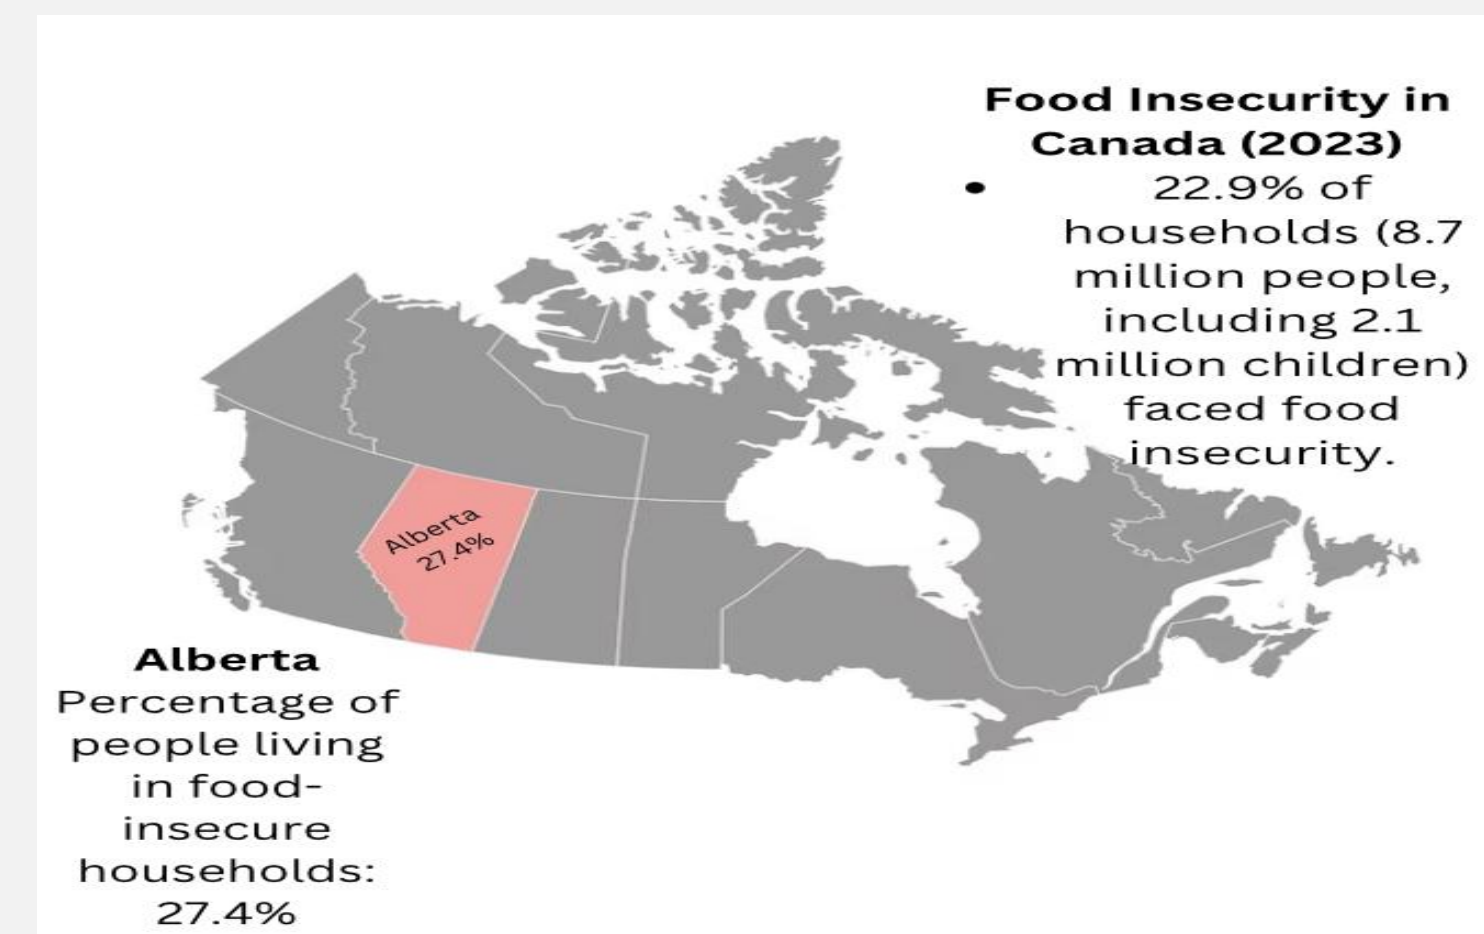 Food Insecurity in
Canada (2023)
• 22.9% of
households (8.7
million people,
including 2.1
million children)
faced food
insecurity.
Alberta
27.4%
Alberta
Percentage of
people living
in food-
insecure
households:
27.4%